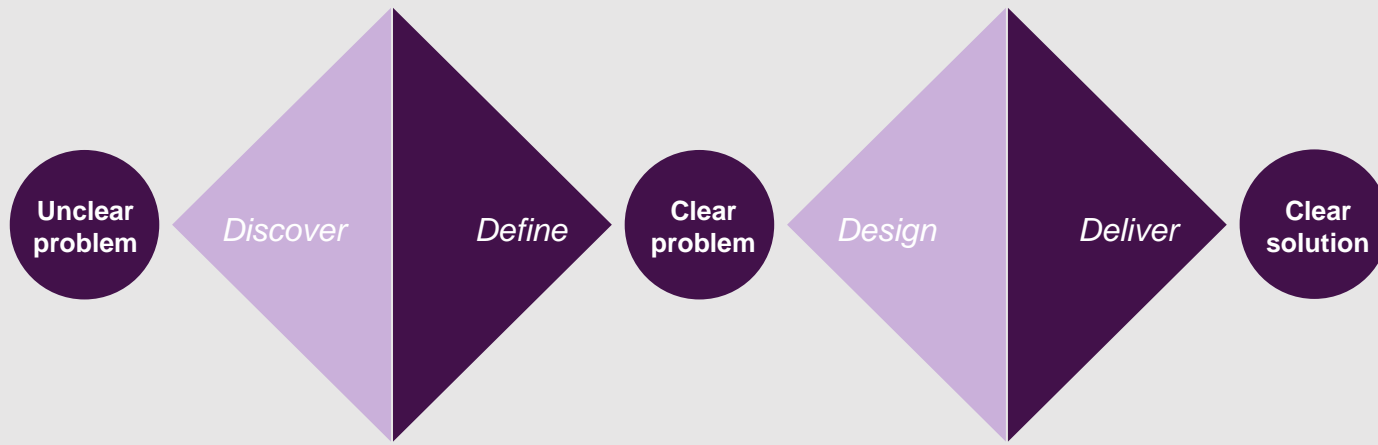 Unclear
problem
Discover
Define
Clear
problem
Design
Deliver
Clear
solution